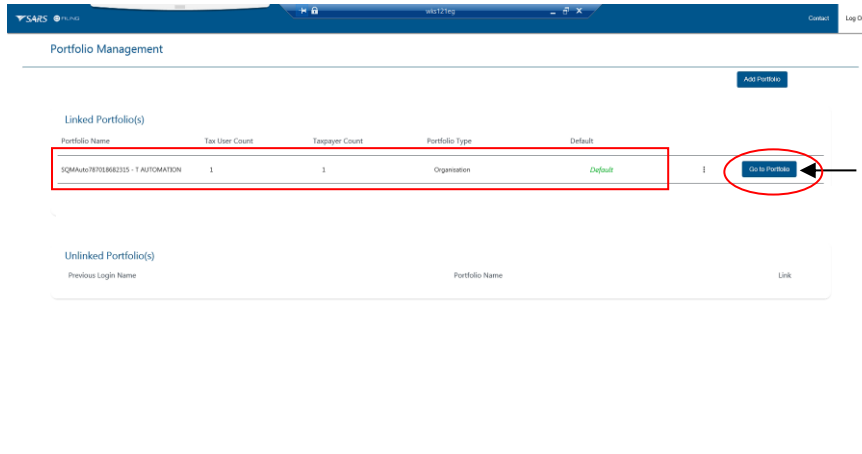 SARS eFILING
wks121eg
Contact
Log O
Portfolio Management
Add Portfolio
Linked Portfolio(s)
Portfolio Name Tax User Count Taxpayer Count Portfolio Type Default
SQMAuto787018682315 - T AUTOMATION 1 1 Organisation Default Go to Portfolio
Unlinked Portfolio(s)
Previous Login Name Portfolio Name Link